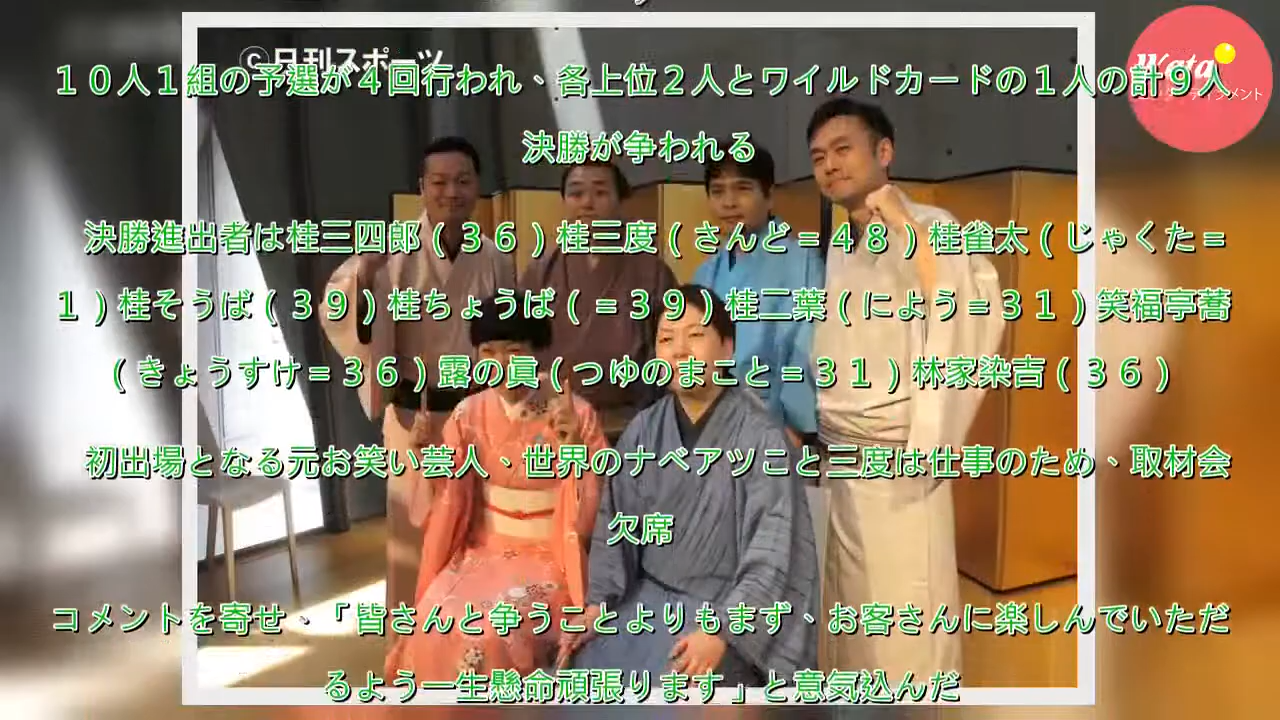 ©日刊スポーツ
Wata
１０人１組の予選が４回行われ、各上位２人とワイルドカードの１人の計９人
決勝が争われる
決勝進出者は桂三四郎（３６）桂三度（さんど＝４８）桂雀太（じゃくた＝
１）桂そうば（３９）桂ちょうば（＝３９）桂二葉（によう＝３１）笑福亭蕎
（きょうすけ＝３６）露の眞（つゆのまこと＝３１）林家染吉（３６）
初出場となる元お笑い芸人、世界のナベアツこと三度は仕事のため、取材会
欠席
コメントを寄せ、「皆さんと争うことよりもまず、お客さんに楽しんでいただ
るよう一生懸命頑張ります」と意気込んだ